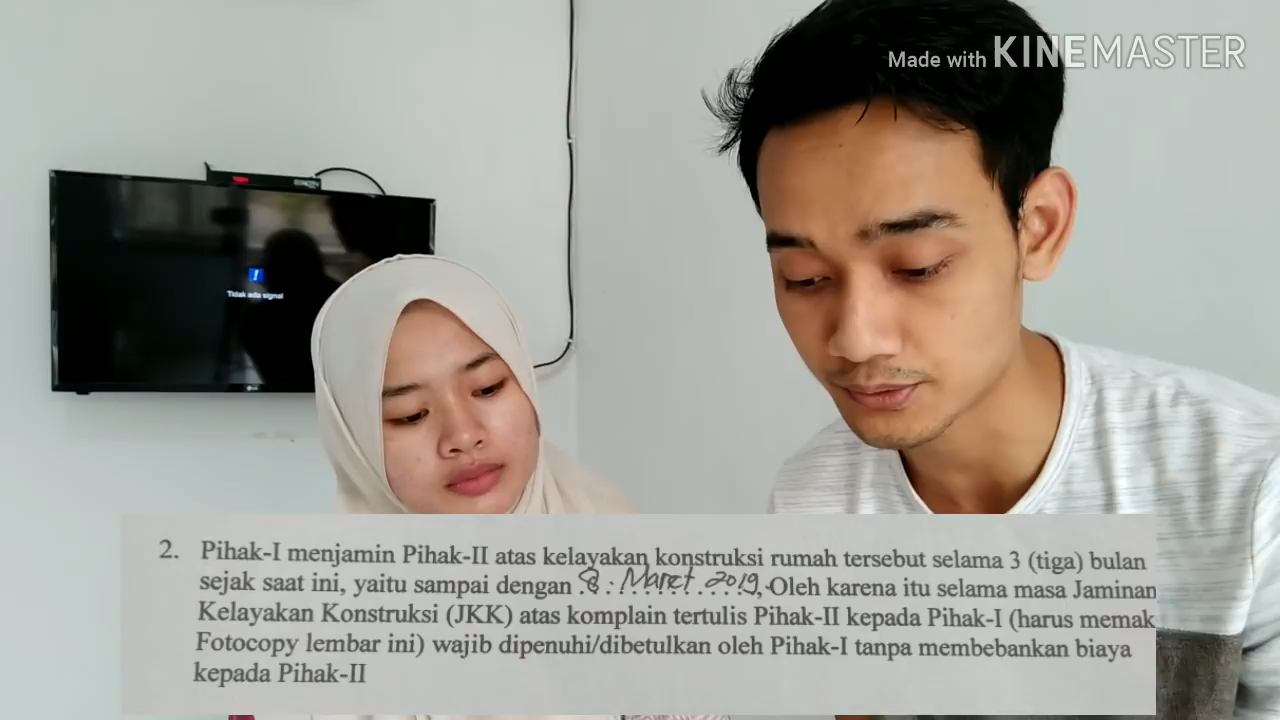 Made with KINEMASTER
Tidak ada signal
2. Pihak-I menjamin Pihak-II atas kelayakan konstruksi rumah tersebut selama 3 (tiga) bulan
sejak saat ini, yaitu sampai dengan 8 Maret 2019, Oleh karena itu selama masa Jaminan
Kelayakan Konstruksi (JKK) atas komplain tertulis Pihak-II kepada Pihak-I (harus memak
Fotocopy lembar ini) wajib dipenuhi/dibetulkan oleh Pihak-I tanpa membebankan biaya
kepada Pihak-II